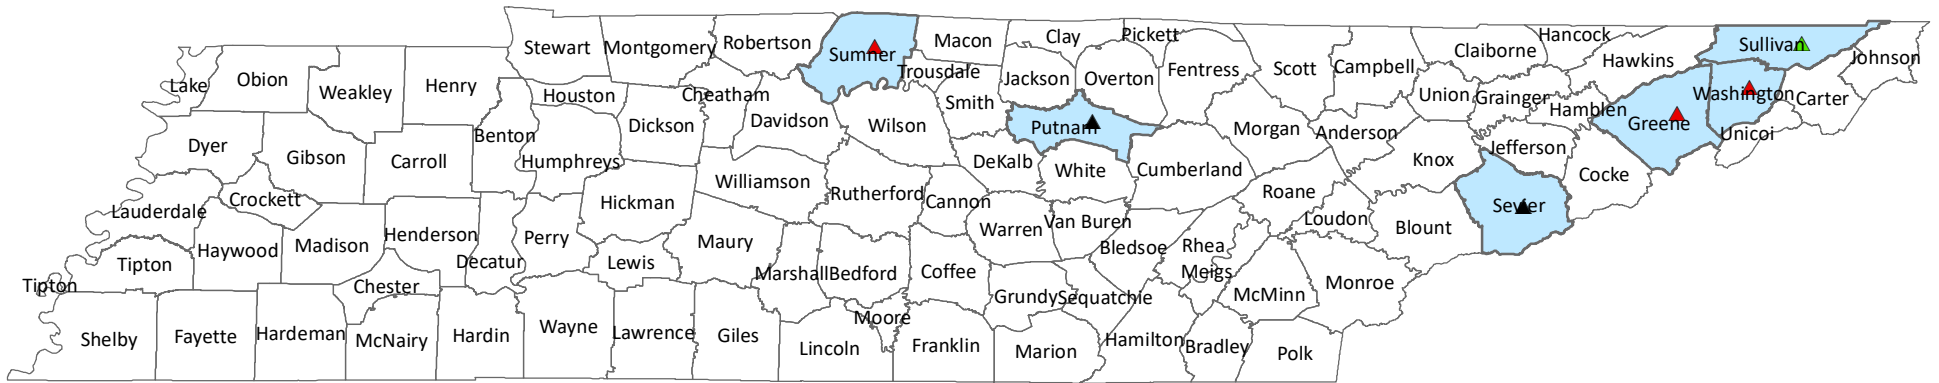 Stewart
Montgomery
Robertson
Sumner
Macon
Clay
Pickett
Hancock
Claiborne
Sullivan
Johnson
Lake
Obion
Weakley
Henry
Houston
Cheatham
Trousdale
Jackson
Overton
Fentress
Scott
Campbell
Hawkins
Union
Grainger
Hamblen
Washington
Carter
Greene
Unicoi
Smith
Dickson
Davidson
Wilson
Putnam
Morgan
Anderson
Benton
Dyer
Gibson
Carroll
Humphreys
DeKalb
White
Cumberland
Knox
Jefferson
Cocke
Williamson
Rutherford
Cannon
Roane
Crockett
Lauderdale
Hickman
Sevier
Loudon
Blount
Warren
Van Buren
Bledsoe
Rhea
Haywood
Madison
Henderson
Perry
Maury
Decatur
Lewis
Tipton
Marshall
Bedford
Coffee
Meigs
Tipton
Chester
Grundy
Sequatchie
McMinn
Monroe
Moore
Shelby
Fayette
Hardeman
McNairy
Hardin
Wayne
Lawrence
Giles
Lincoln
Franklin
Marion
Hamilton
Bradley
Polk